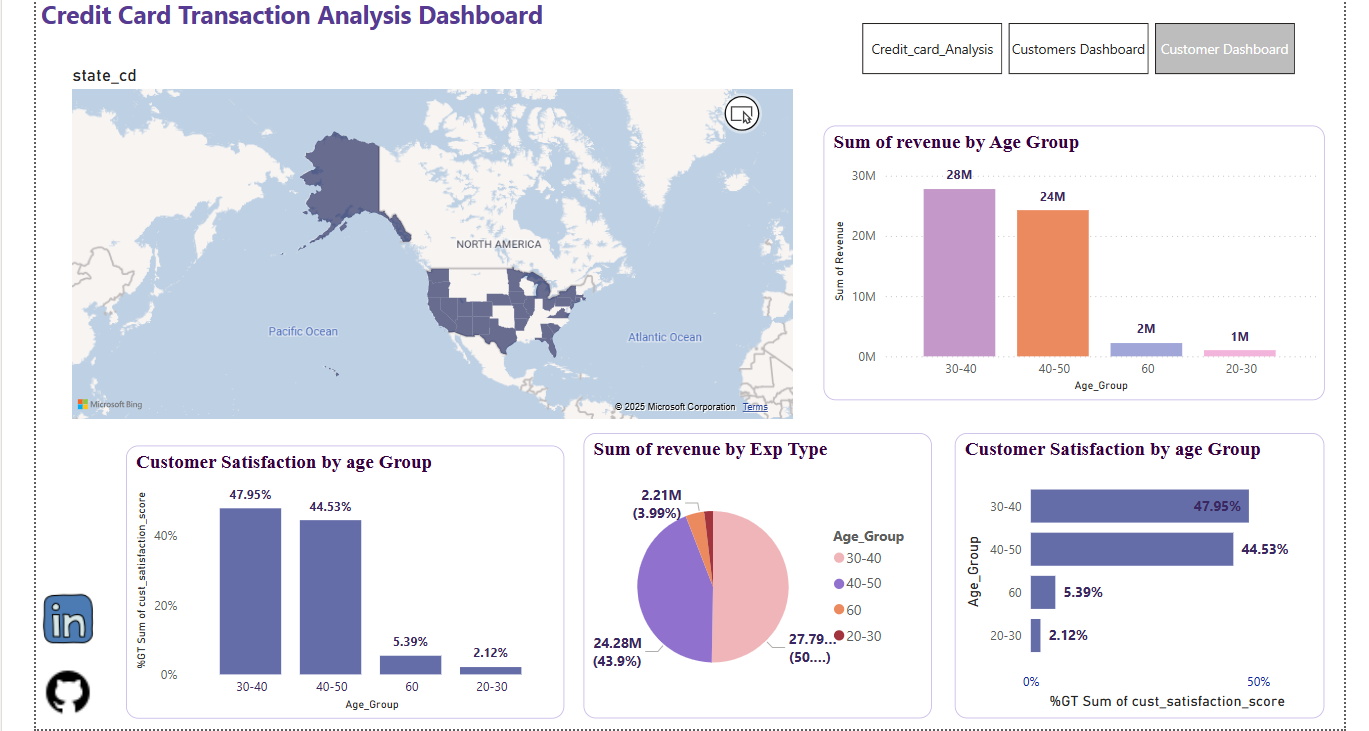 Credit Card Transaction Analysis Dashboard
Credit_card_Analysis
Customers Dashboard
Customer Dashboard
state_cd
NORTH AMERICA
Pacific Ocean
Atlantic Ocean
Microsoft Bing
© 2025 Microsoft Corporation Terms
Sum of revenue by Age Group
Sum of Revenue
30M
20M
10M
0M
28M
24M
2M
1M
30-40
40-50
60
20-30
Age_Group
Customer Satisfaction by age Group
%GT Sum of cust_satisfaction_score
40%
20%
0%
47.95%
44.53%
5.39%
2.12%
30-40
40-50
60
20-30
Age_Group
Sum of revenue by Exp Type
2.21M
(3.99%)
24.28M
(43.9%)
27.79...
(50....)
Age_Group
30-40
40-50
60
20-30
Customer Satisfaction by age Group
Age_Group
30-40
47.95%
40-50
44.53%
60
5.39%
20-30
2.12%
0%
50%
%GT Sum of cust_satisfaction_score
in